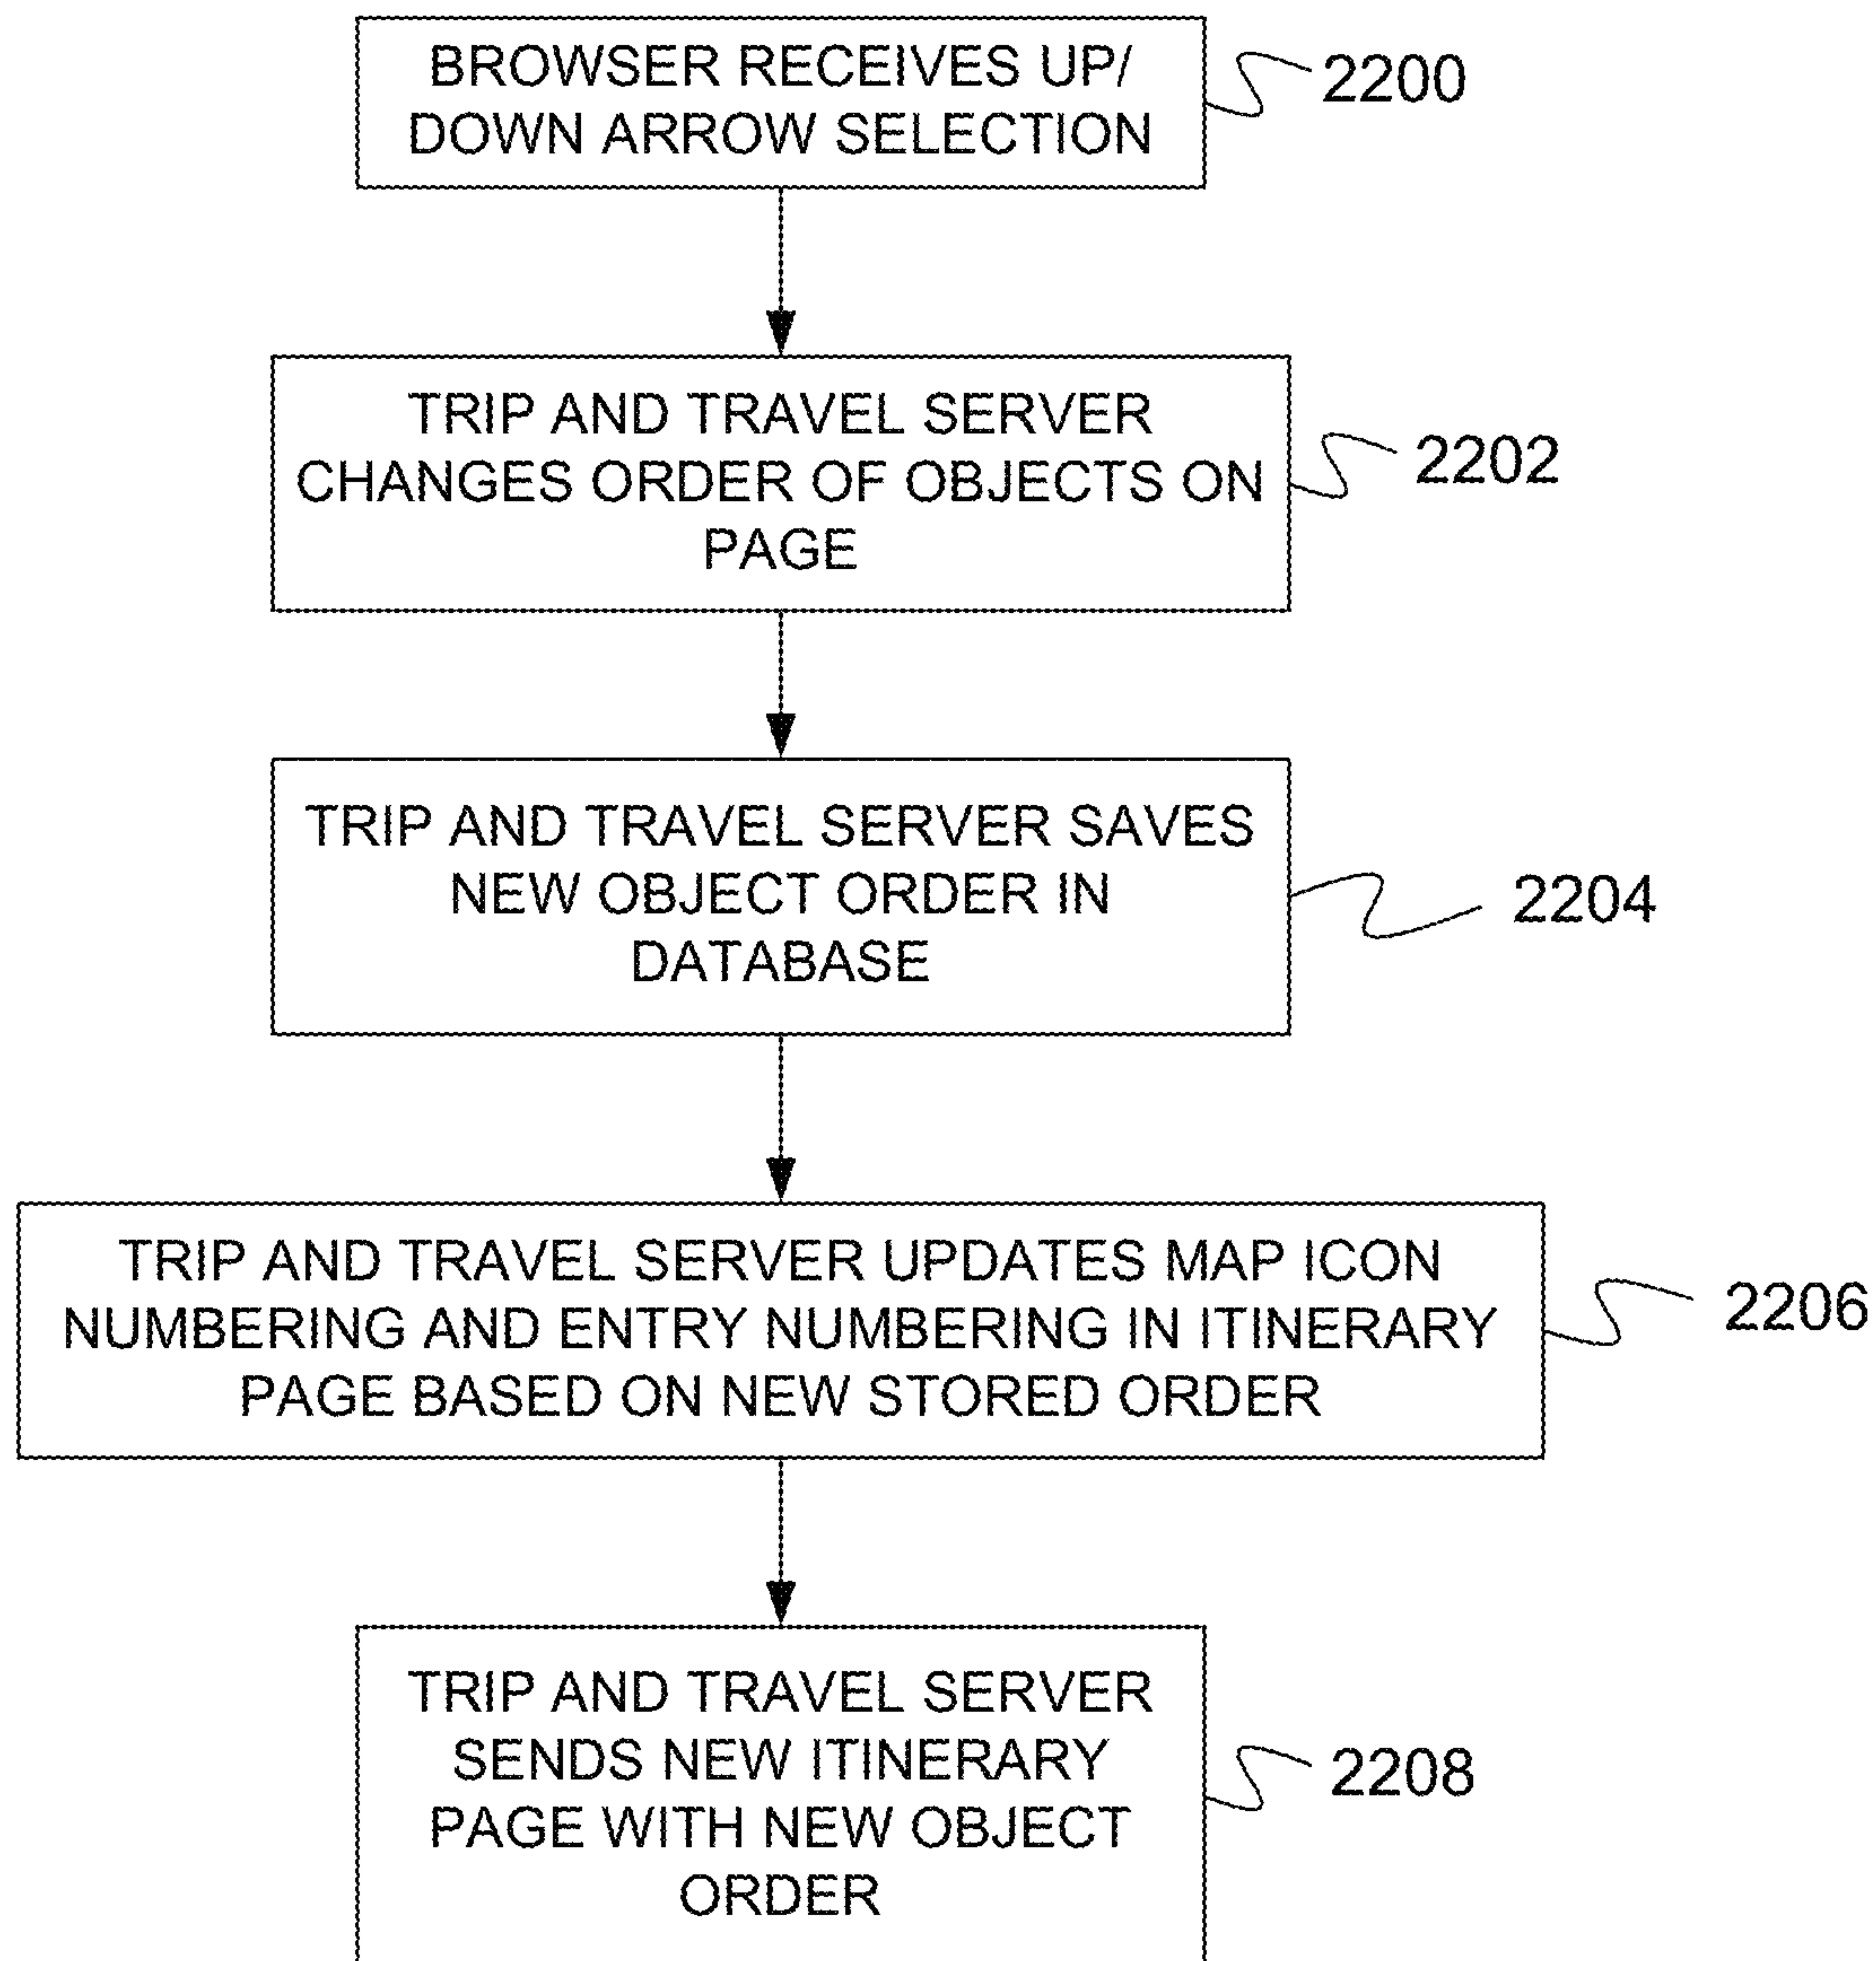 BROWSER RECEIVES UP/
DOWN ARROW SELECTION
2200
TRIP AND TRAVEL SERVER
CHANGES ORDER OF OBJECTS ON
PAGE
2202
TRIP AND TRAVEL SERVER SAVES
NEW OBJECT ORDER IN
DATABASE
2204
TRIP AND TRAVEL SERVER UPDATES MAP ICON
NUMBERING AND ENTRY NUMBERING IN ITINERARY
PAGE BASED ON NEW STORED ORDER
2206
TRIP AND TRAVEL SERVER
SENDS NEW ITINERARY
PAGE WITH NEW OBJECT
ORDER
2208